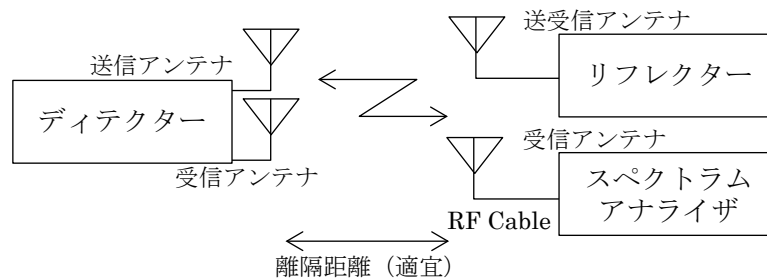 送信アンテナ
ディテクター
受信アンテナ
送受信アンテナ
リフレクター
受信アンテナ
スペクトラム
アナライザ
RF Cable
離隔距離（適宜）